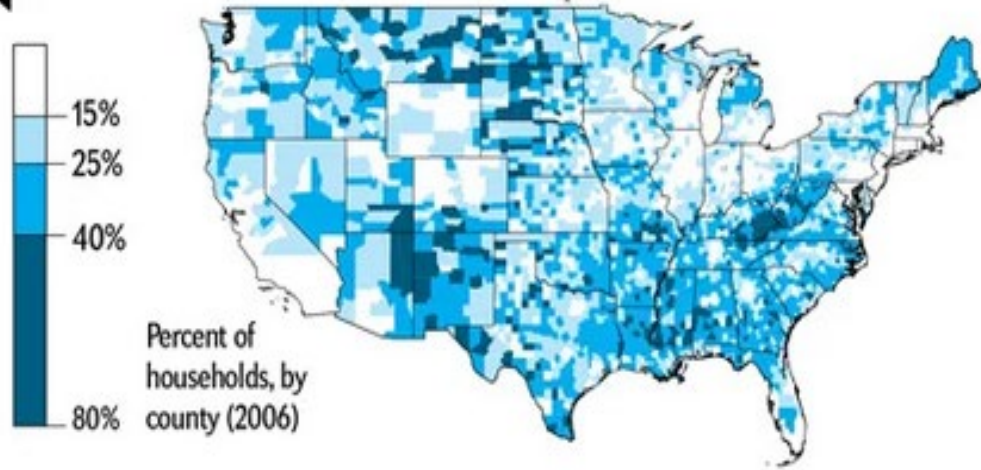 15%
25%
40%
80%
Percent of
households, by
county (2006)